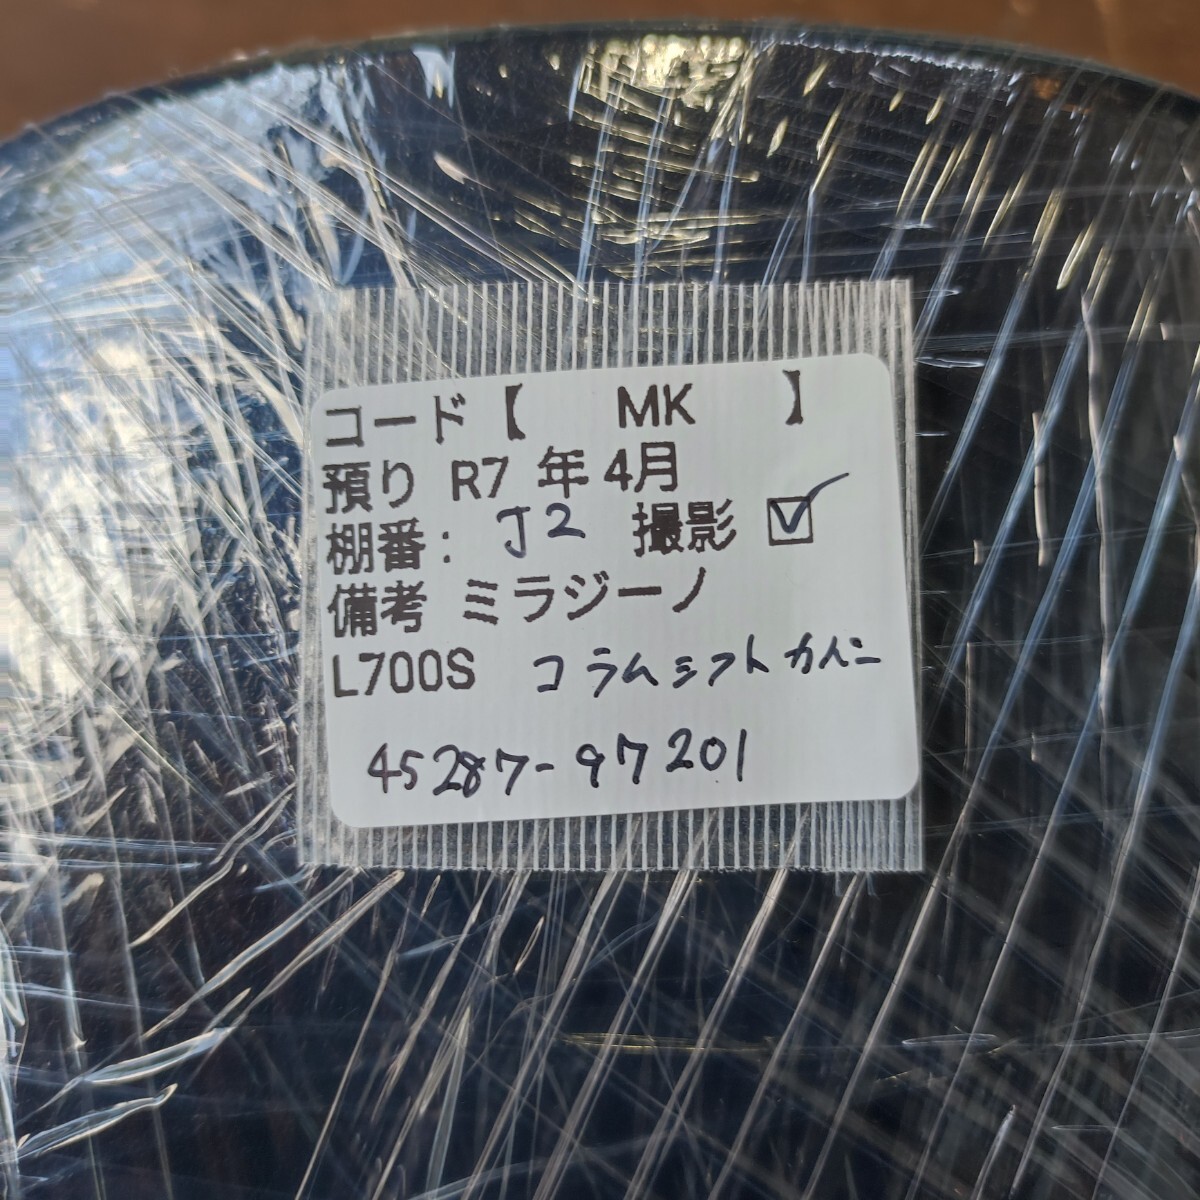 コード【 MK 】
預り R7 年 4月
棚番: J2 撮影 ☑
備考 ミラジーノ
L700S コラムシフトカバー
45287-97201